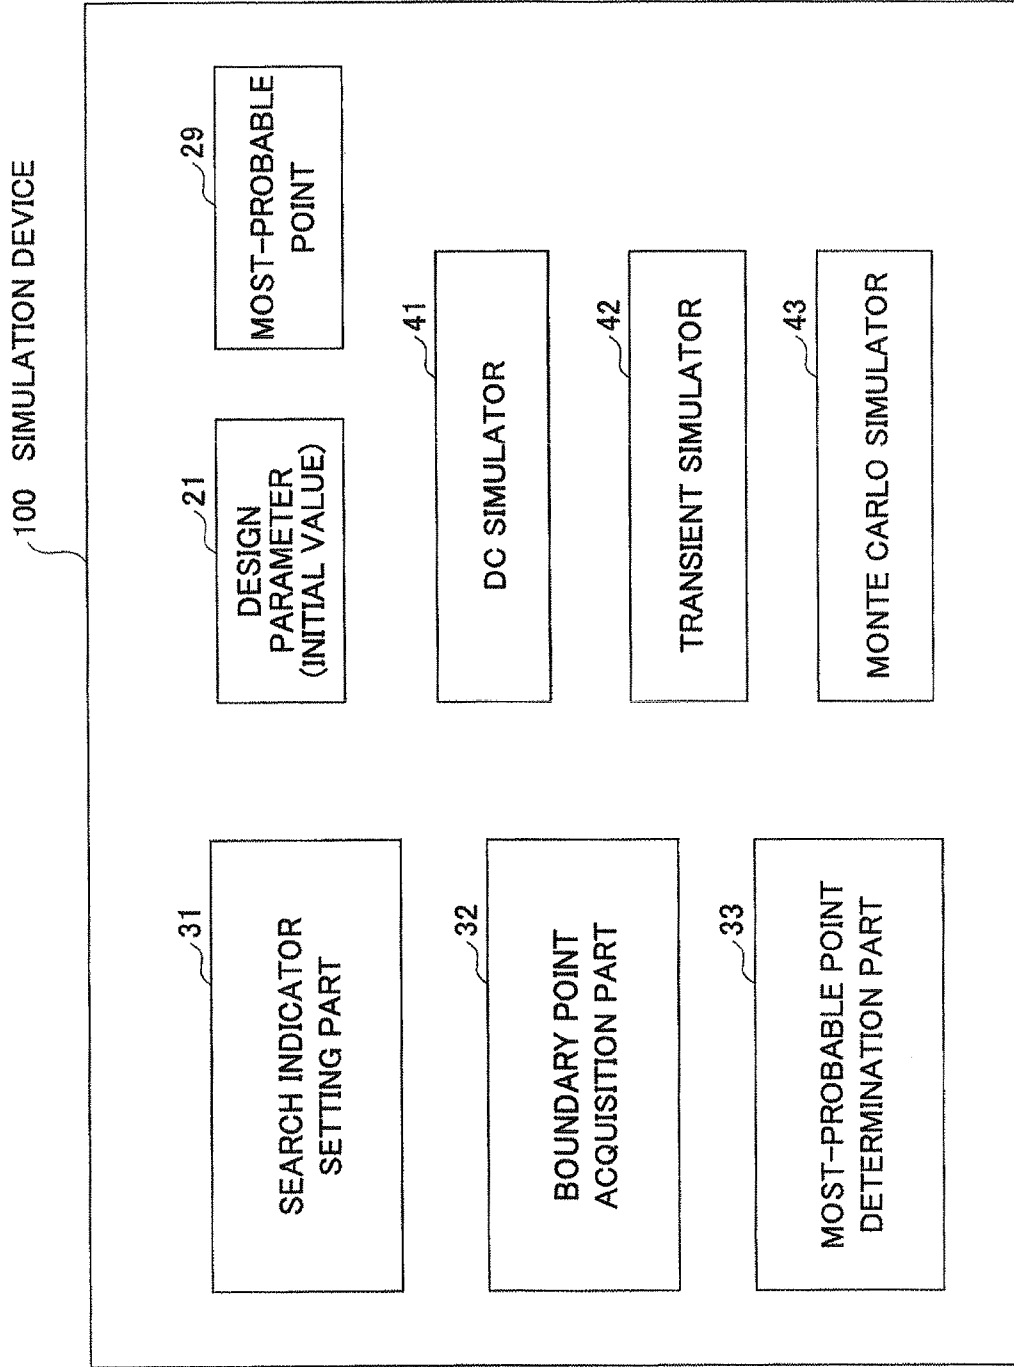 100 SIMULATION DEVICE
31
SEARCH INDICATOR
SETTING PART
32
BOUNDARY POINT
ACQUISITION PART
33
MOST-PROBABLE POINT
DETERMINATION PART
21
DESIGN
PARAMETER
(INITIAL VALUE)
29
MOST-PROBABLE
POINT
41
DC SIMULATOR
42
TRANSIENT SIMULATOR
43
MONTE CARLO SIMULATOR